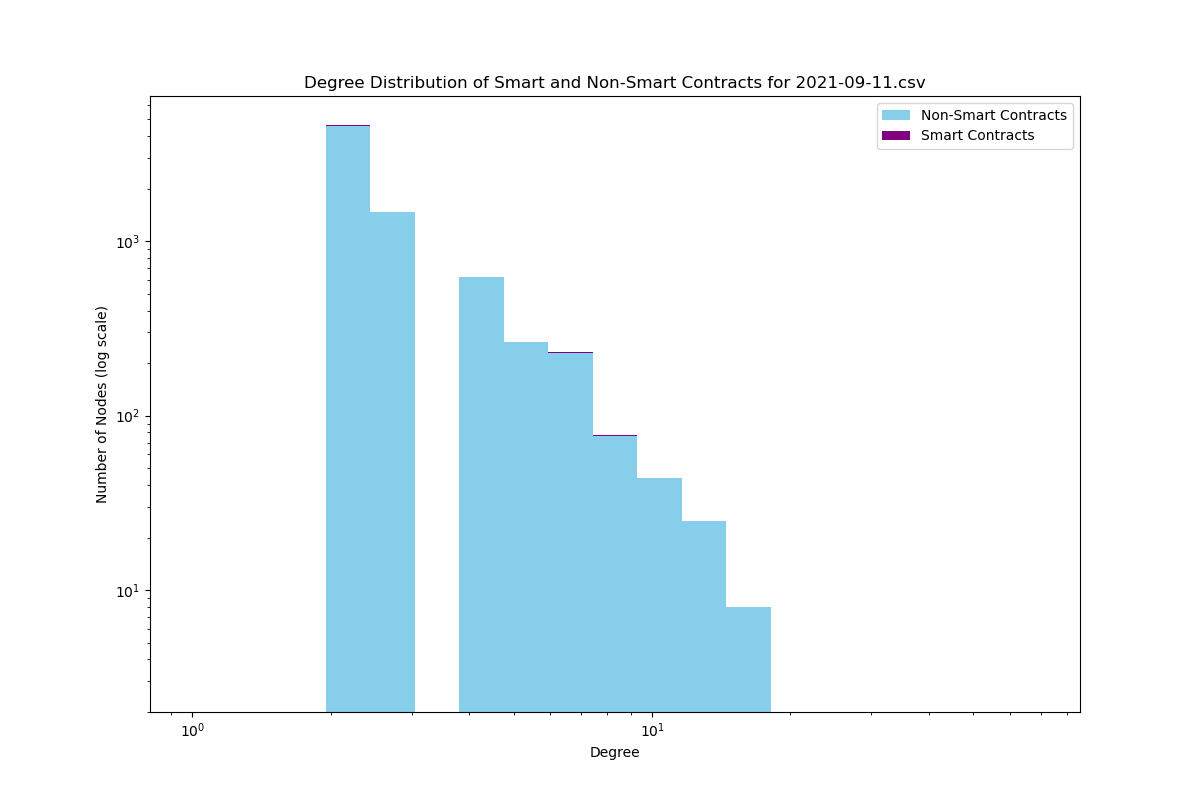 Degree Distribution of Smart and Non-Smart Contracts for 2021-09-11.csv
Non-Smart Contracts
Smart Contracts
Number of Nodes (log scale)
10³
10²
10¹
10⁰
10¹
Degree